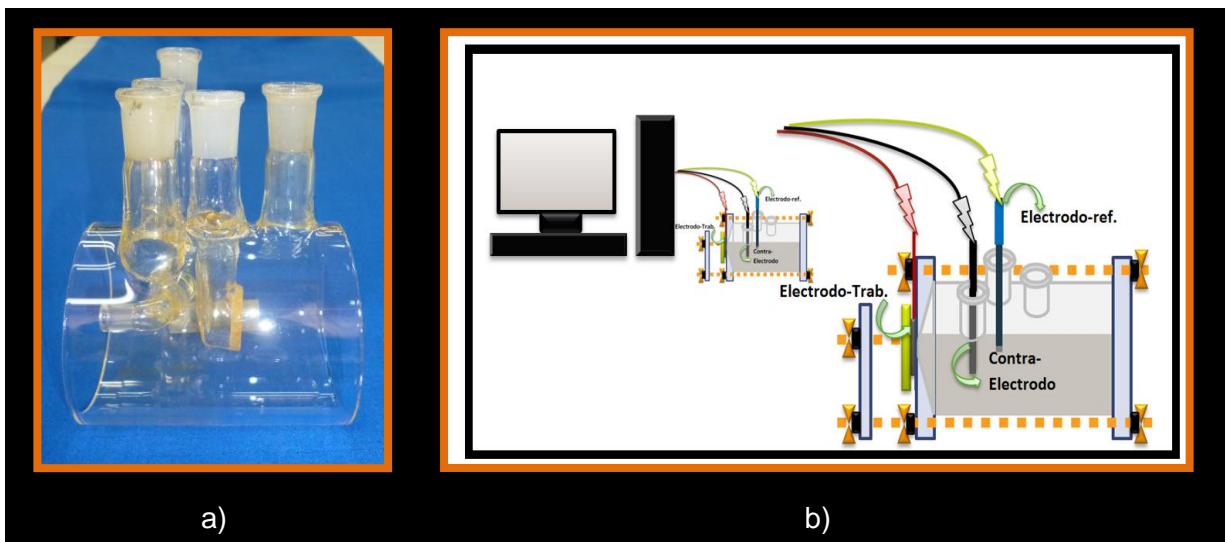 Electrodo-ref.
Electrodo-Trab.
Contra-
Electrodo
Electrodo-ref.
Electrodo-Trab.
Contra-
Electrodo
a)
b)